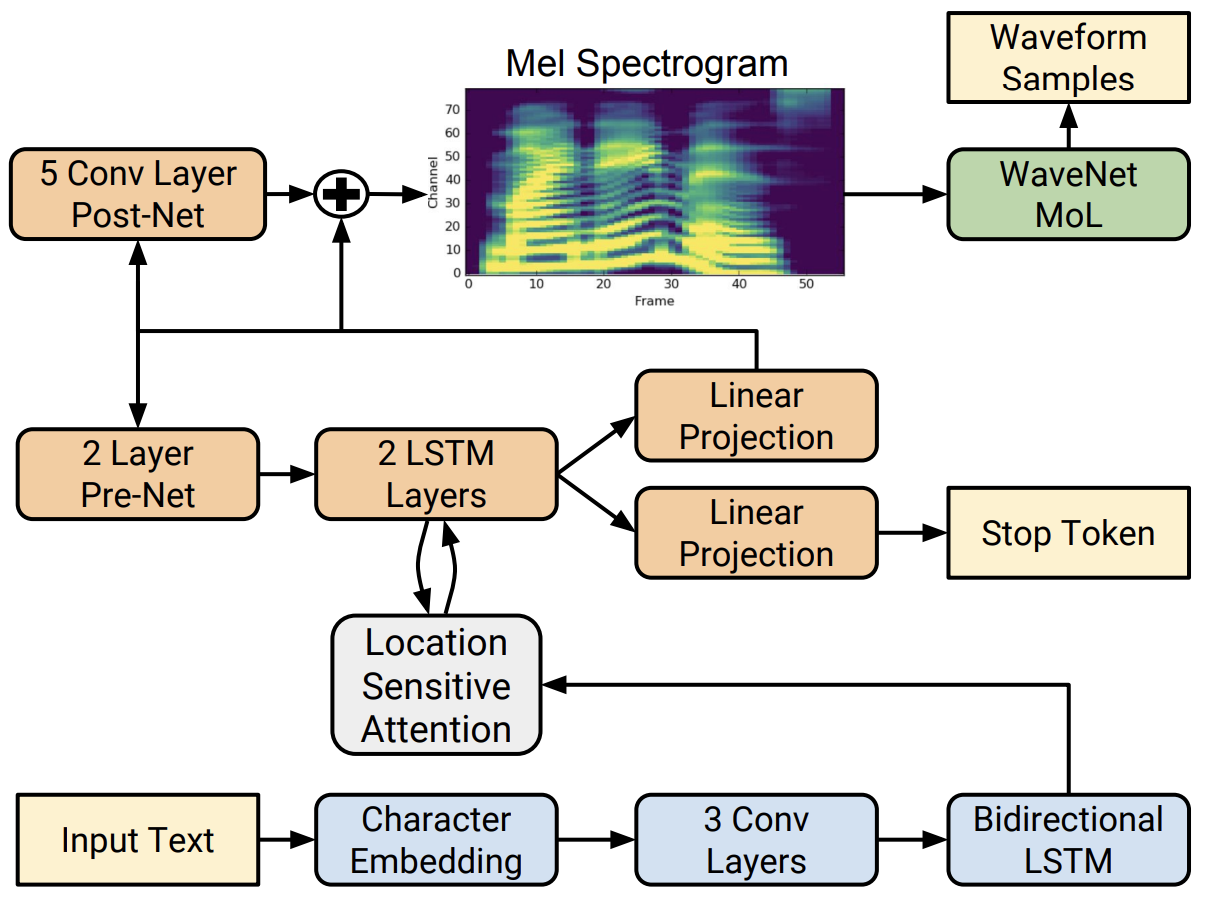 Waveform
Samples
Mel Spectrogram
70
60
50
40
30
20
10
0
Channel
0 10 20 30 40 50
Frame
5 Conv Layer
Post-Net
WaveNet
MoL
Linear
Projection
2 Layer
Pre-Net
2 LSTM
Layers
Linear
Projection
Stop Token
Location
Sensitive
Attention
Input Text
Character
Embedding
3 Conv
Layers
Bidirectional
LSTM